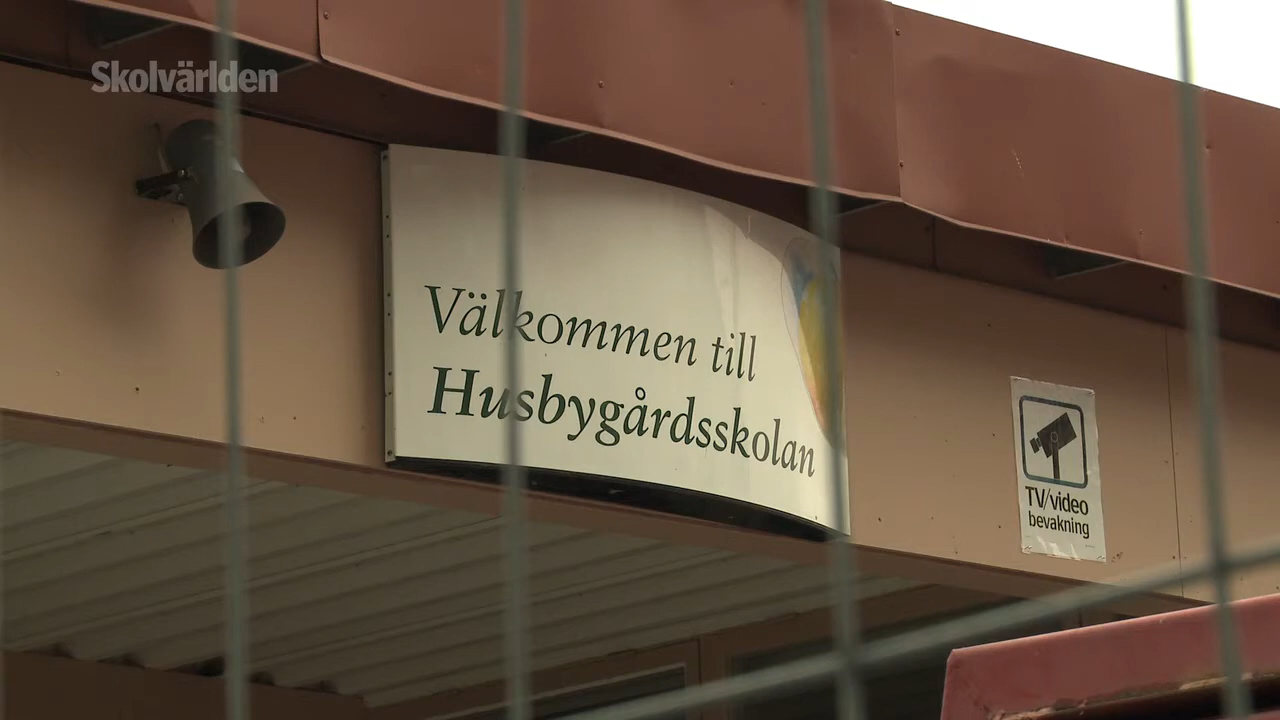 Skolvärlden
Välkommen till
Husbygårdsskolan
TV/video
bevakning